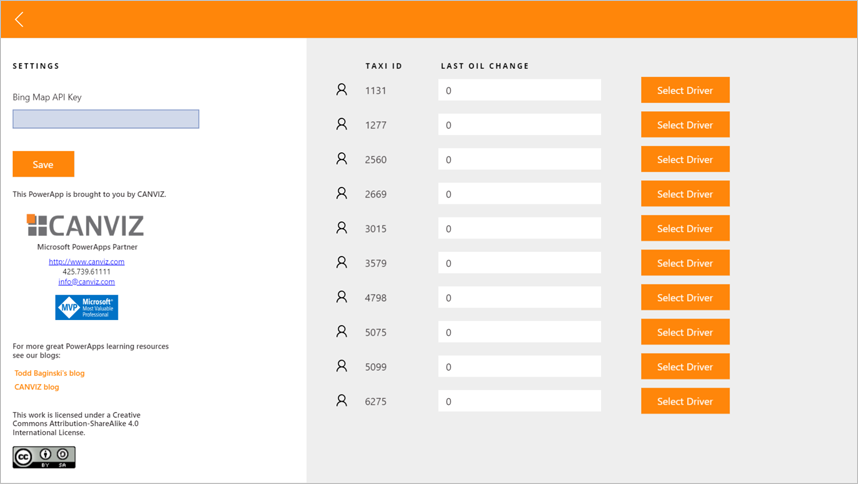 SETTINGS
Bing Map API Key
Save
This PowerApp is brought to you by CANVIZ.
CANVIZ
Microsoft PowerApps Partner
http://www.canviz.com
425.739.61111
info@canviz.com
MVP
Microsoft®
Most Valuable
Professional
For more great PowerApps learning resources
see our blogs:
Todd Baginski's blog
CANVIZ blog
This work is licensed under a Creative
Commons Attribution-ShareAlike 4.0
International License.
cc
BY SA
TAXI ID LAST OIL CHANGE
1131 0 Select Driver
1277 0 Select Driver
2560 0 Select Driver
2669 0 Select Driver
3015 0 Select Driver
3579 0 Select Driver
4798 0 Select Driver
5075 0 Select Driver
5099 0 Select Driver
6275 0 Select Driver